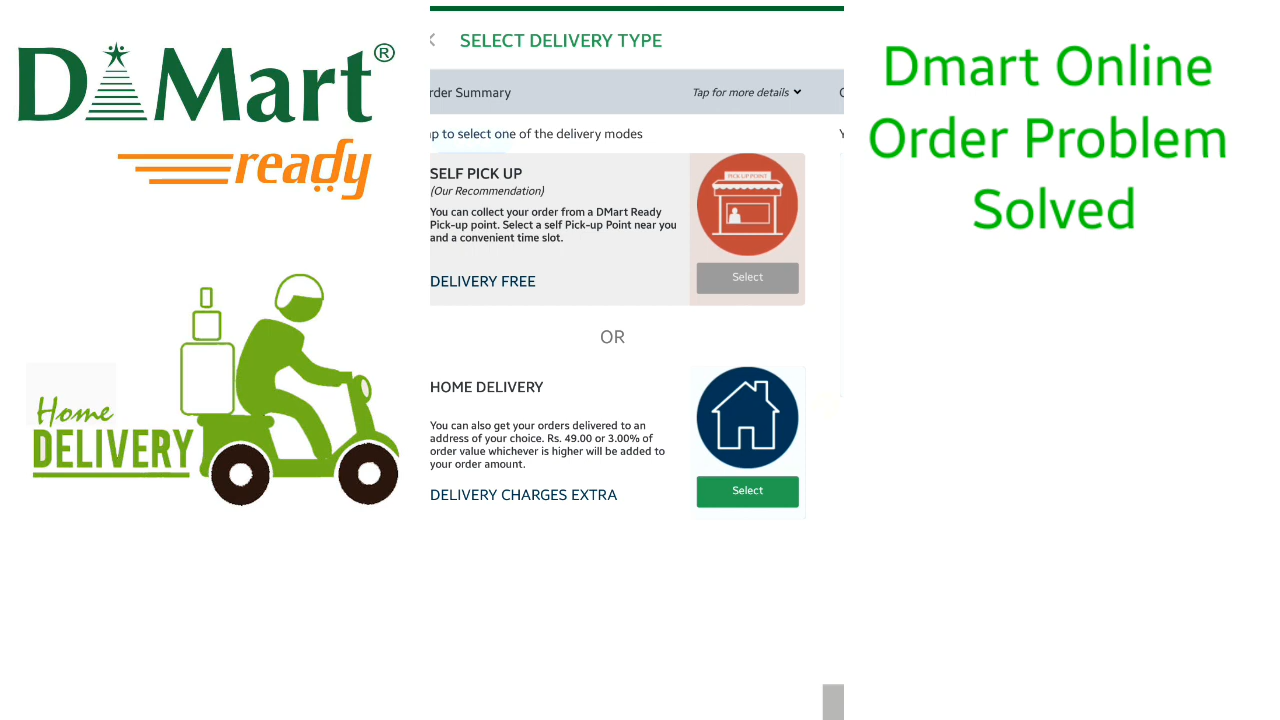 DMart®
ready
Home
DELIVERY
SELECT DELIVERY TYPE
rder Summary
Tap for more details
ap to select one of the delivery modes
SELF PICK UP
(Our Recommendation)
You can collect your order from a DMart Ready
Pick-up point. Select a self Pick-up Point near you
and a convenient time slot.
PICK UP POINT
Select
DELIVERY FREE
OR
HOME DELIVERY
You can also get your orders delivered to an
address of your choice. Rs. 49.00 or 3.00% of
order value whichever is higher will be added to
your order amount.
Select
DELIVERY CHARGES EXTRA
Dmart Online
Order Problem
Solved